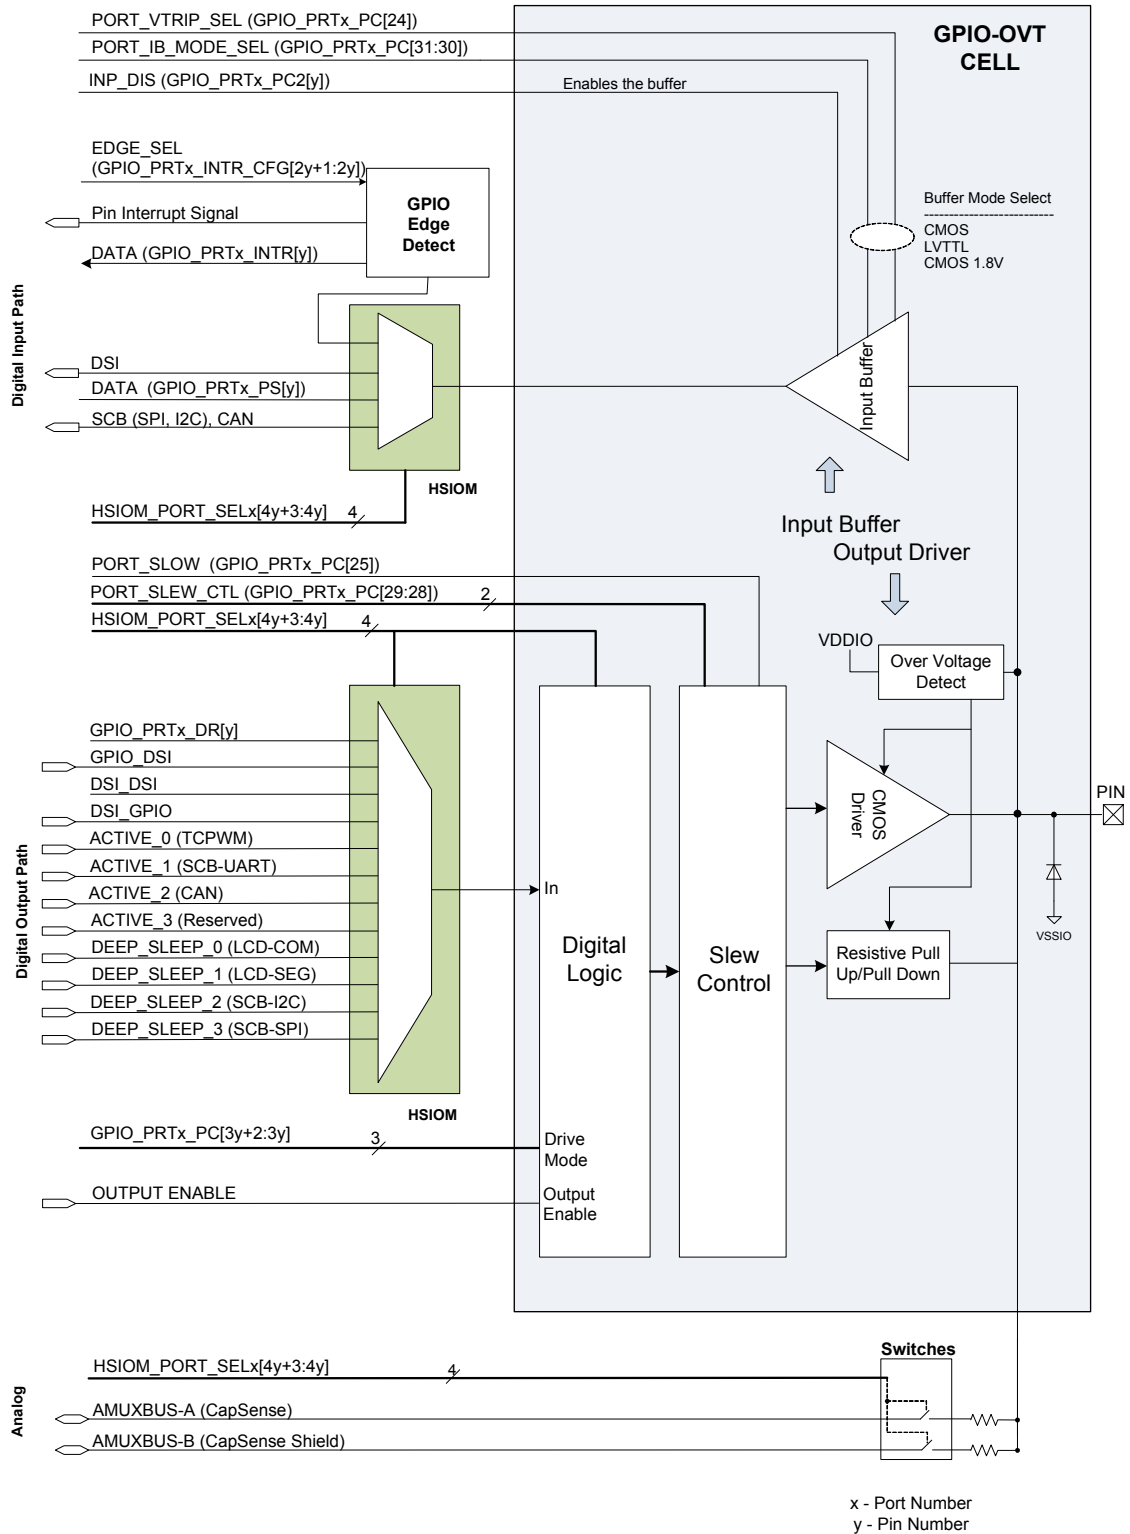 PORT_VTRIP_SEL (GPIO_PRTx_PC[24])
PORT_IB_MODE_SEL (GPIO_PRTx_PC[31:30])
INP_DIS (GPIO_PRTx_PC2[y])
Enables the buffer
GPIO-OVT
CELL
EDGE_SEL
(GPIO_PRTx_INTR_CFG[2y+1:2y])
Pin Interrupt Signal
DATA (GPIO_PRTx_INTR[y])
GPIO
Edge
Detect
Buffer Mode Select
CMOS
LVTTL
CMOS 1.8V
Digital Input Path
DSI
DATA (GPIO_PRTx_PS[y])
SCB (SPI, I2C), CAN
Input Buffer
HSIOM
HSIOM_PORT_SELx[4y+3:4y]
4
Input Buffer
Output Driver
PORT_SLOW (GPIO_PRTx_PC[25])
PORT_SLEW_CTL (GPIO_PRTx_PC[29:28])
2
HSIOM_PORT_SELx[4y+3:4y]
4
VDDIO
Over Voltage
Detect
Digital Output Path
GPIO_PRTx_DR[y]
GPIO_DSI
DSI_DSI
DSI_GPIO
ACTIVE_0 (TCPWM)
ACTIVE_1 (SCB-UART)
ACTIVE_2 (CAN)
ACTIVE_3 (Reserved)
DEEP_SLEEP_0 (LCD-COM)
DEEP_SLEEP_1 (LCD-SEG)
DEEP_SLEEP_2 (SCB-I2C)
DEEP_SLEEP_3 (SCB-SPI)
HSIOM
In
Digital
Logic
Slew
Control
CMOS
Driver
PIN
VSSIO
Resistive Pull
Up/Pull Down
GPIO_PRTx_PC[3y+2:3y]
3
Drive
Mode
OUTPUT ENABLE
Output
Enable
Analog
HSIOM_PORT_SELx[4y+3:4y]
4
Switches
AMUXBUS-A (CapSense)
AMUXBUS-B (CapSense Shield)
x - Port Number
y - Pin Number